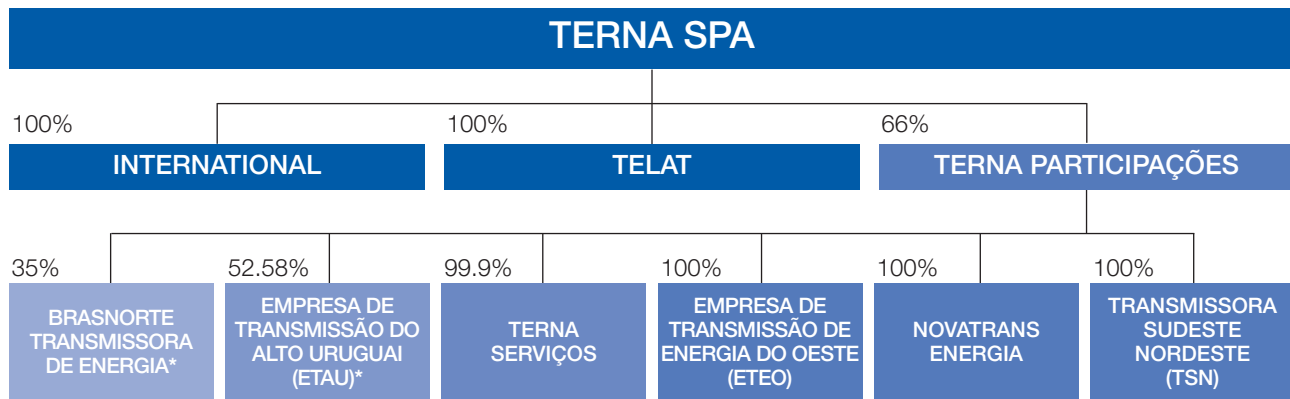 TERNA SPA
100%
100%
66%
INTERNATIONAL
TELAT
TERNA PARTICIPAÇÕES
35%
52.58%
99.9%
100%
100%
100%
BRASNORTE
TRANSMISSORA
DE ENERGIA*
EMPRESA DE
TRANSMISSÃO DO
ALTO URUGUAI
(ETAU)*
TERNA
SERVIÇOS
EMPRESA DE
TRANSMISSÃO DE
ENERGIA DO OESTE
(ETEO)
NOVATRANS
ENERGIA
TRANSMISSORA
SUDESTE
NORDESTE
(TSN)